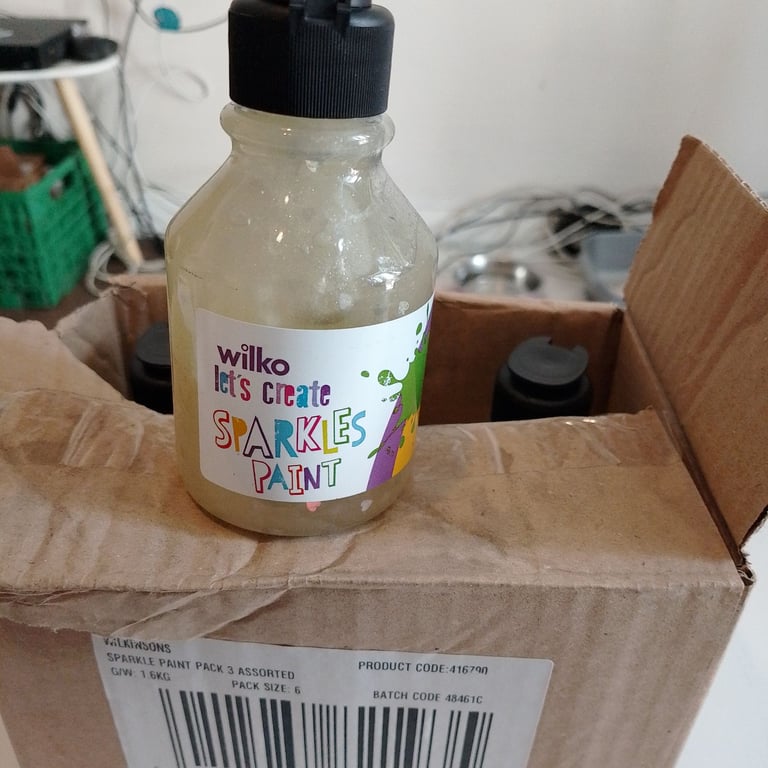 wilko
let's create
SPARKLES
PAINT
WILKINSONS
SPARKLE PAINT PACK 3 ASSORTED
G/W: 1.6KG
PACK SIZE: 6
PRODUCT CODE:416790
BATCH CODE 48461C